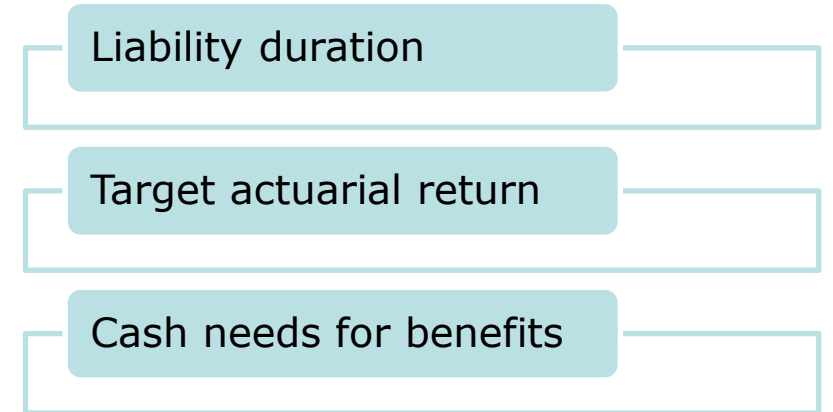 Liability duration
Target actuarial return
Cash needs for benefits